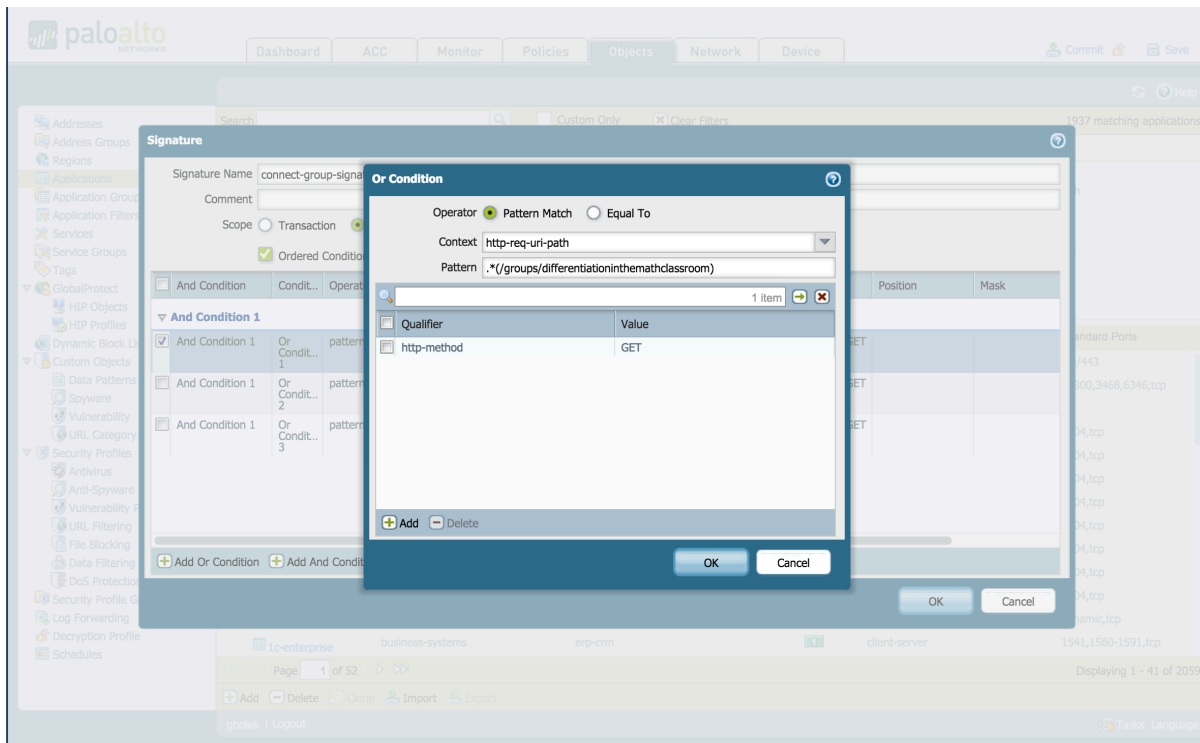 paloalto
NETWORKS
Dashboard ACC Monitor Policies Objects Network Device
Commit Save
Help
Search Custom Only Clear Filters 1937 matching applications
Addresses
Address Groups
Regions
Applications
Application Group
Application Filters
Services
Service Groups
Tags
GlobalProtect
HIP Objects
HIP Profiles
Dynamic Block Li
Custom Objects
Data Patterns
Spyware
Vulnerability
URL Category
Security Profiles
Antivirus
Anti-Spyware
Vulnerability P
URL Filtering
File Blocking
Data Filtering
DoS Protection
Security Profile G
Log Forwarding
Decryption Profile
Schedules
Signature
Signature Name connect-group-signa
Comment
Scope Transaction
Ordered Condition
And Condition Condit... Operat Position Mask
And Condition 1
And Condition 1 Or Condit... 1 pattern GET
And Condition 1 Or Condit... 2 pattern GET
And Condition 1 Or Condit... 3 pattern GET
Add Or Condition Add And Condit
OK Cancel
Or Condition
Operator Pattern Match Equal To
Context http-req-uri-path
Pattern .*(/groups/differentiationinthemathclassroom)
1 item
Qualifier Value
http-method GET
Add Delete
OK Cancel
andard Ports
/443
300,3468,6346,tcp
04,tcp
04,tcp
04,tcp
04,tcp
04,tcp
04,tcp
04,tcp
04,tcp
namic,tcp
1c-enterprise business-systems erp-crm 1 client-server 1541,1560-1591,tcp
Page 1 of 52 Displaying 1 - 41 of 2059
Add Delete Clone Import Export
gbolek | Logout Tasks Language